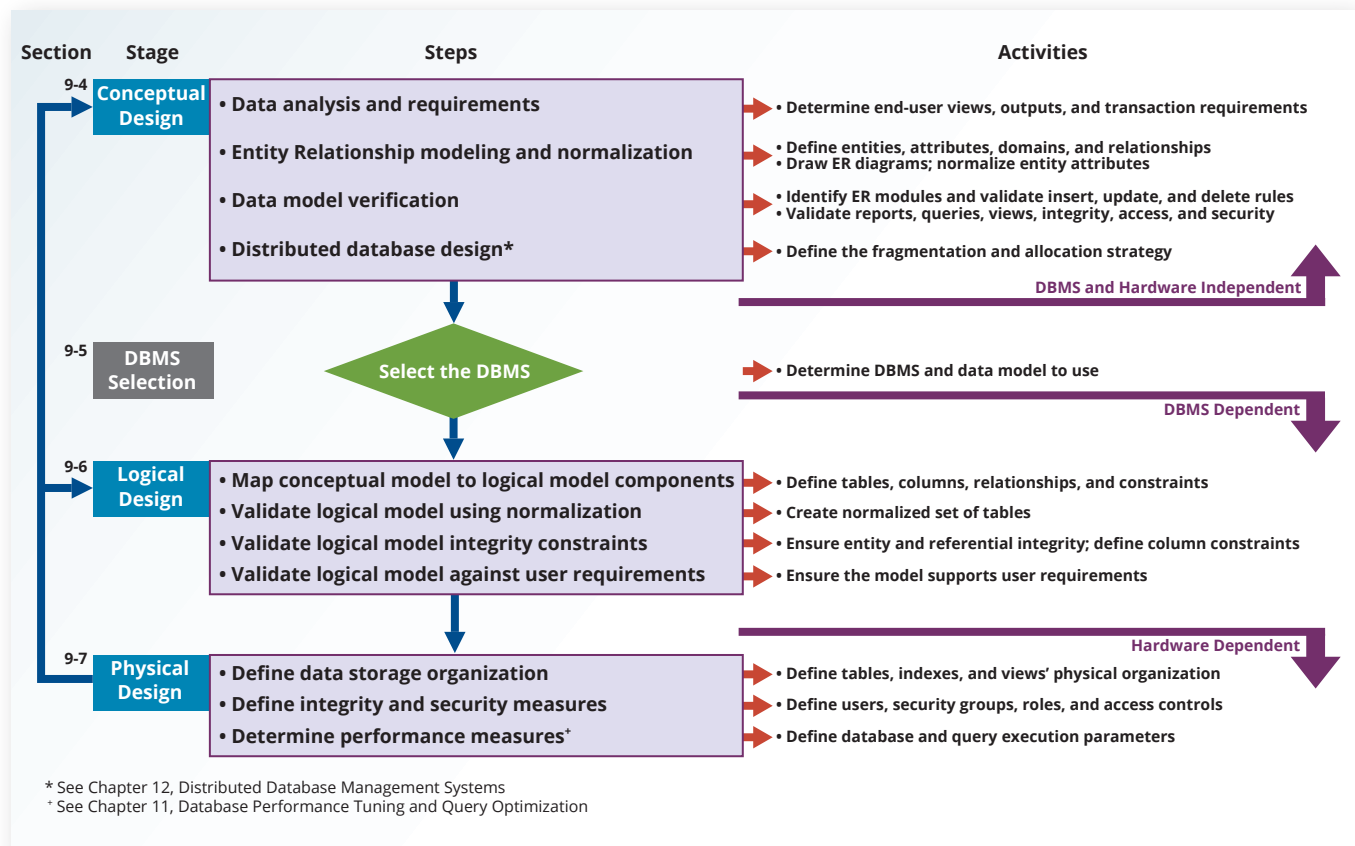 Section Stage Steps Activities
9-4
Conceptual
Design
• Data analysis and requirements
• Determine end-user views, outputs, and transaction requirements
• Entity Relationship modeling and normalization
• Define entities, attributes, domains, and relationships
• Draw ER diagrams; normalize entity attributes
• Data model verification
• Identify ER modules and validate insert, update, and delete rules
• Validate reports, queries, views, integrity, access, and security
• Distributed database design*
• Define the fragmentation and allocation strategy
DBMS and Hardware Independent
9-5
DBMS
Selection
Select the DBMS
• Determine DBMS and data model to use
DBMS Dependent
9-6
Logical
Design
• Map conceptual model to logical model components
• Define tables, columns, relationships, and constraints
• Validate logical model using normalization
• Create normalized set of tables
• Validate logical model integrity constraints
• Ensure entity and referential integrity; define column constraints
• Validate logical model against user requirements
• Ensure the model supports user requirements
Hardware Dependent
9-7
Physical
Design
• Define data storage organization
• Define tables, indexes, and views’ physical organization
• Define integrity and security measures
• Define users, security groups, roles, and access controls
• Determine performance measures⁺
• Define database and query execution parameters
* See Chapter 12, Distributed Database Management Systems
⁺ See Chapter 11, Database Performance Tuning and Query Optimization